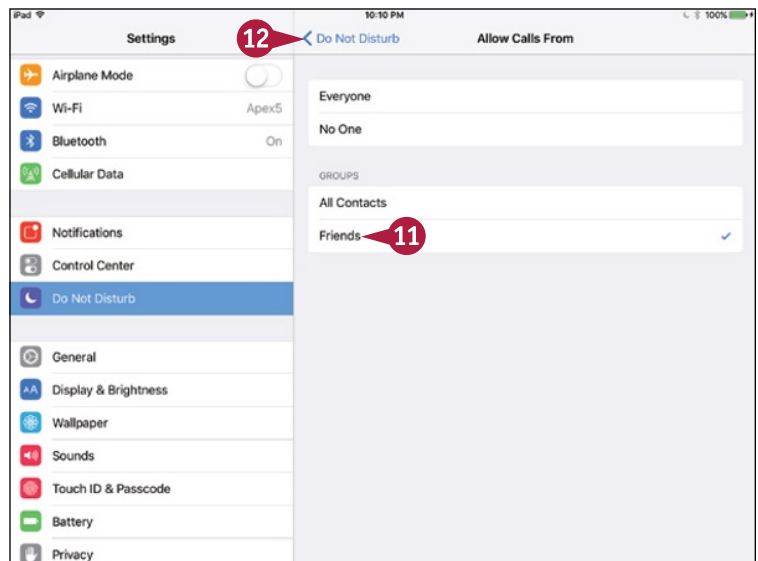 iPad 10:10 PM 100%
Settings
12
Do Not Disturb Allow Calls From
Airplane Mode
Wi-Fi Apex5
Bluetooth On
Cellular Data
Notifications
Control Center
Do Not Disturb
General
AA Display & Brightness
Wallpaper
Sounds
Touch ID & Passcode
Battery
Privacy
Everyone
No One
GROUPS
All Contacts
Friends 11